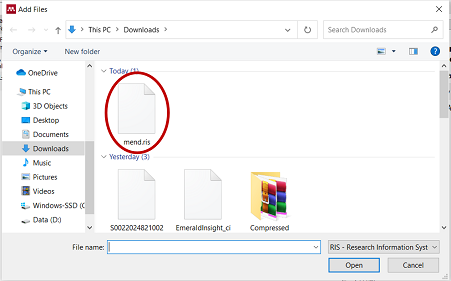 Add Files
This PC > Downloads >
Search Downloads
Organize
New folder
OneDrive
This PC
3D Objects
Desktop
Documents
Downloads
Music
Pictures
Videos
Windows-SSD (C
Data (D:)
Today (1)
mend.ris
Yesterday (3)
S0022024821002
EmeraldInsight_ci
Compressed
File name:
RIS - Research Information Syst
Open
Cancel